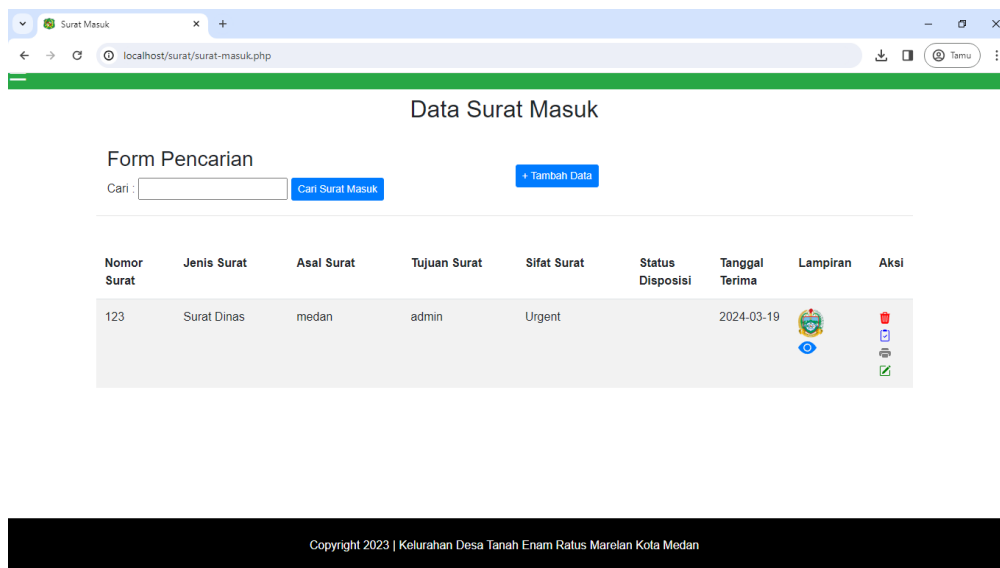 Surat Masuk
localhost/surat/surat-masuk.php
Tamu
Data Surat Masuk
Form Pencarian
Cari :
Cari Surat Masuk
+ Tambah Data
Nomor Surat
Jenis Surat
Asal Surat
Tujuan Surat
Sifat Surat
Status Disposisi
Tanggal Terima
Lampiran
Aksi
123
Surat Dinas
medan
admin
Urgent
2024-03-19
Copyright 2023 | Kelurahan Desa Tanah Enam Ratus Marelan Kota Medan